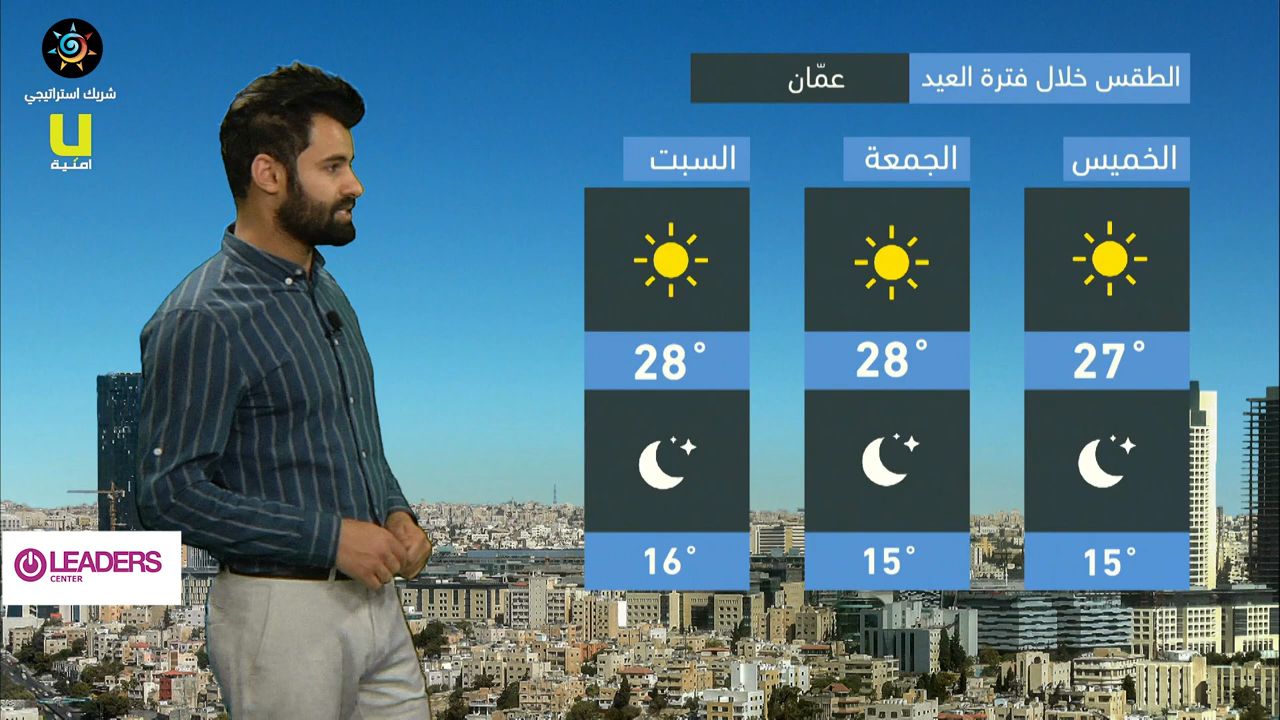 الطقس خلال فترة العيد
عمّان
الخميس
الجمعة
السبت
27°
28°
28°
15°
15°
16°
شريك استراتيجي
U
امنية
LEADERS
CENTER